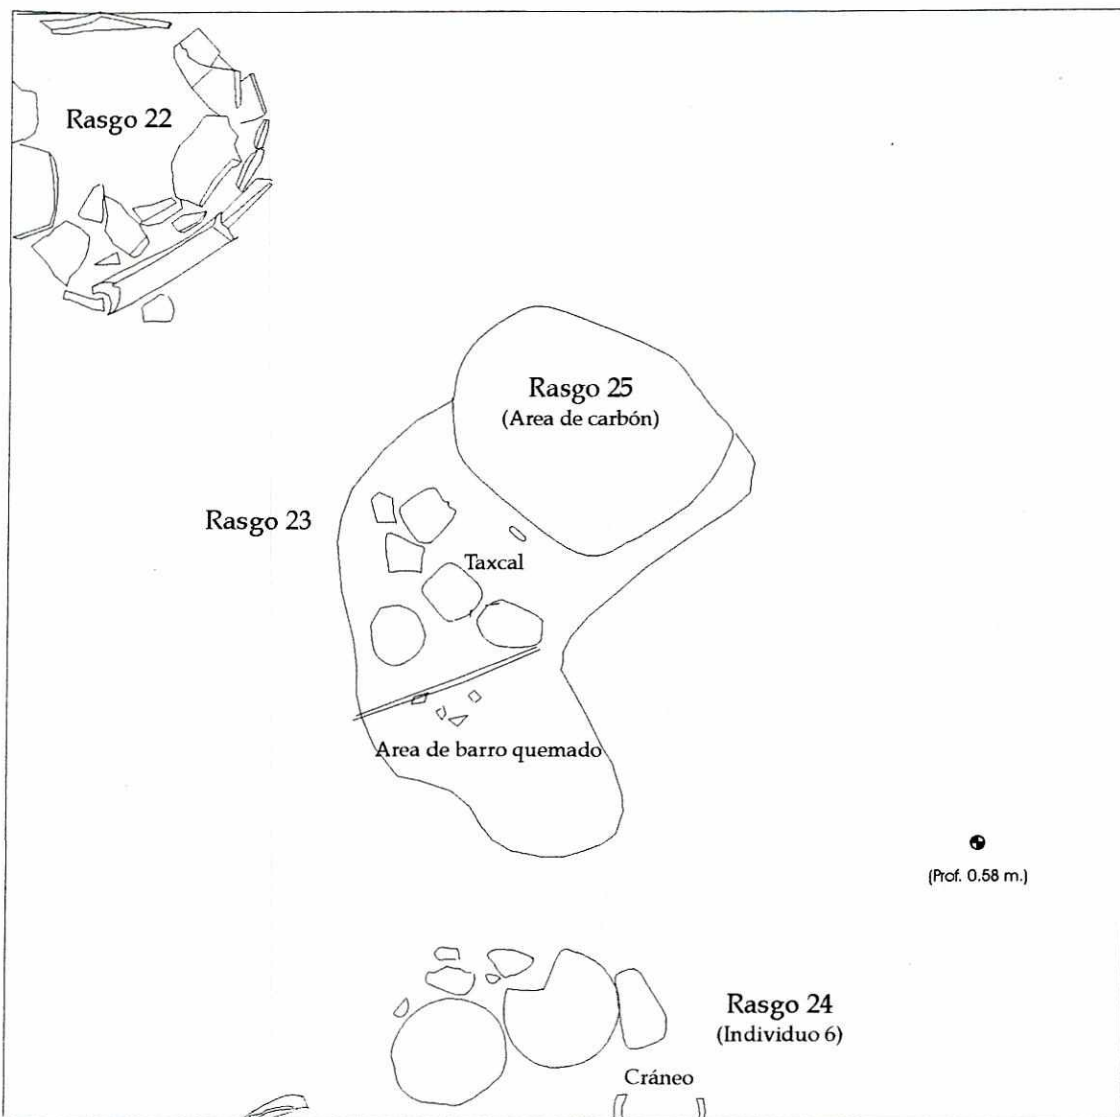 Rasgo 22
Rasgo 25
(Area de carbón)
Rasgo 23
Taxcal
Area de barro quemado
(Prof. 0.58 m.)
Rasgo 24
(Individuo 6)
Cráneo